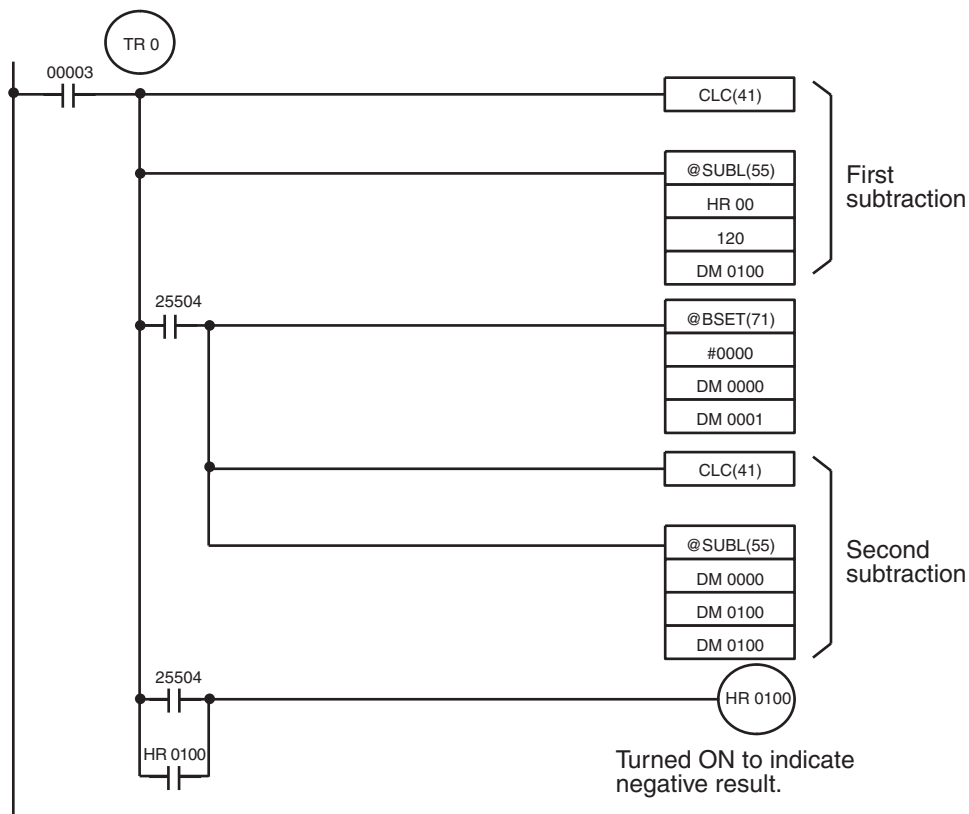 TR 0
00003
CLC(41)
@SUBL(55)
HR 00
120
DM 0100
First
subtraction
25504
@BSET(71)
#0000
DM 0000
DM 0001
CLC(41)
@SUBL(55)
DM 0000
DM 0100
DM 0100
Second
subtraction
25504
HR 0100
HR 0100
Turned ON to indicate
negative result.